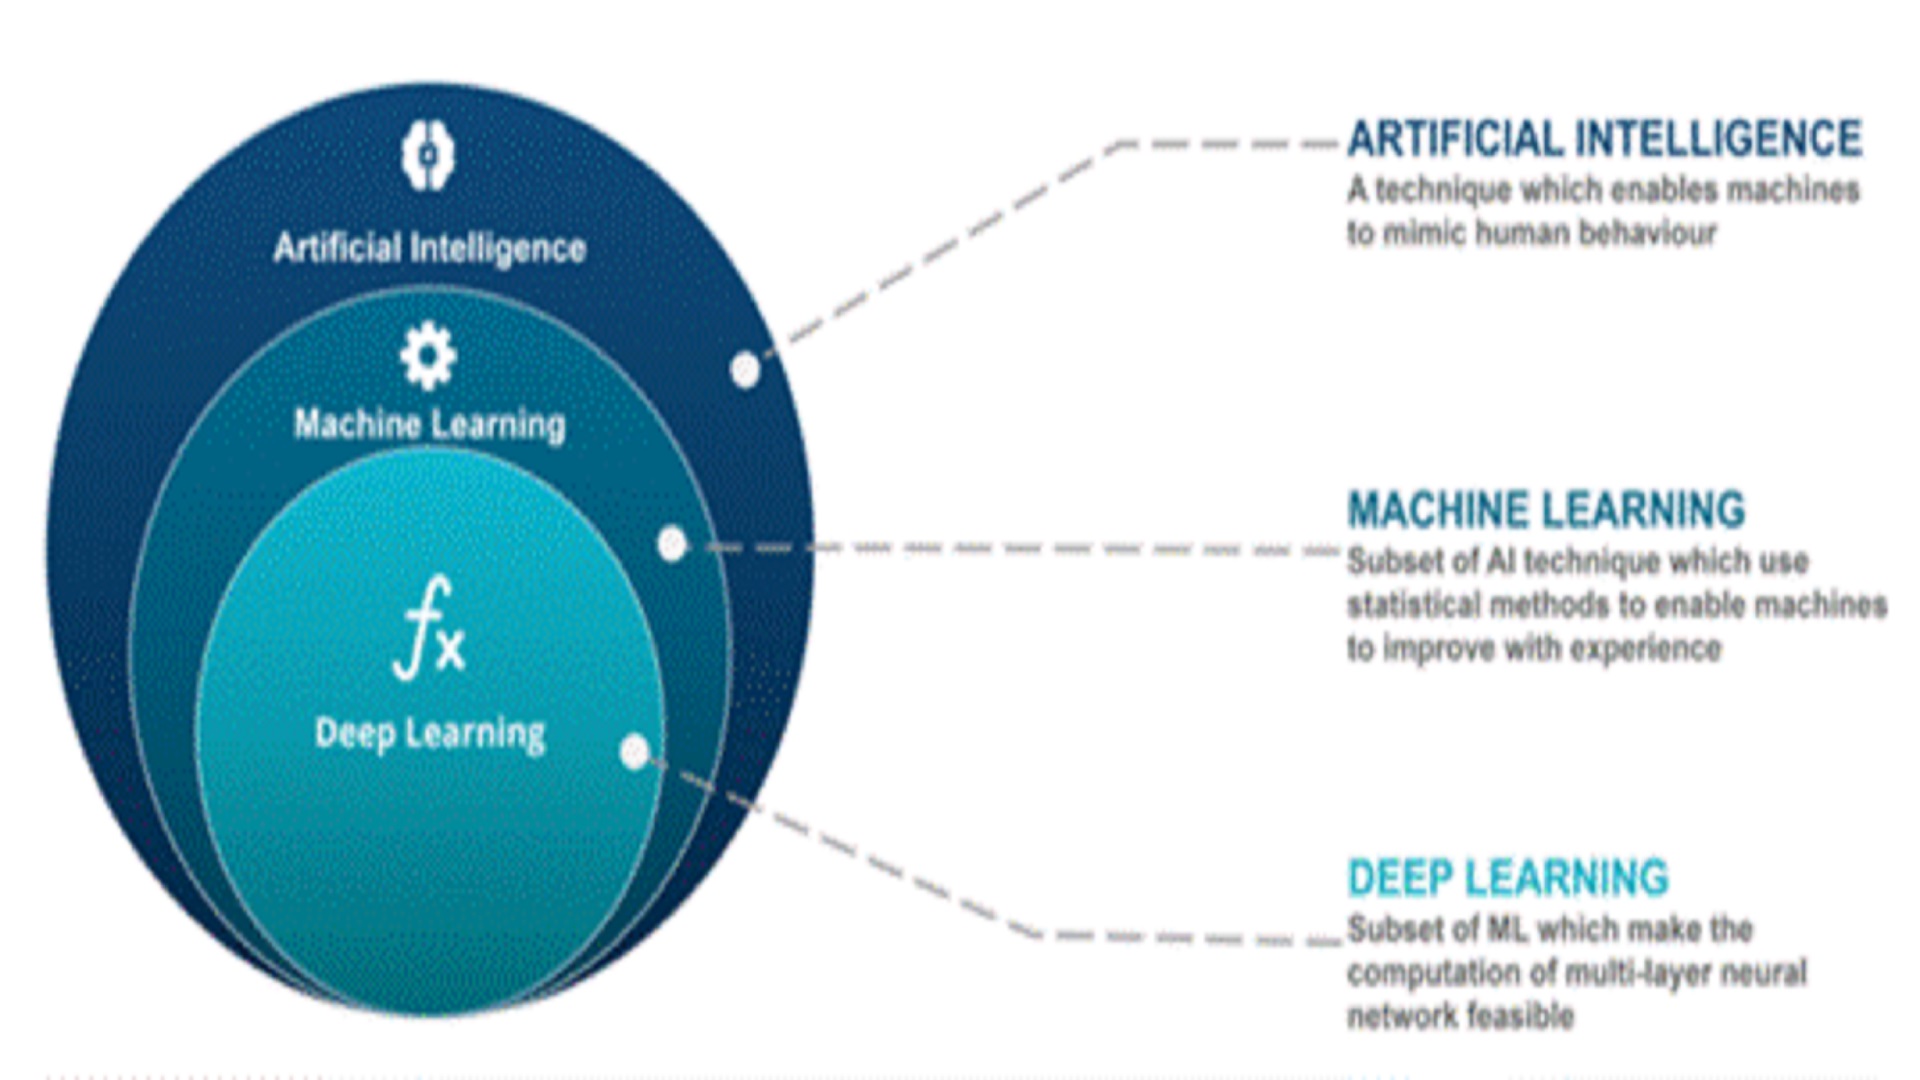 Artificial Intelligence
Machine Learning
fx
Deep Learning
ARTIFICIAL INTELLIGENCE
A technique which enables machines
to mimic human behaviour
MACHINE LEARNING
Subset of AI technique which use
statistical methods to enable machines
to improve with experience
DEEP LEARNING
Subset of ML which make the
computation of multi-layer neural
network feasible